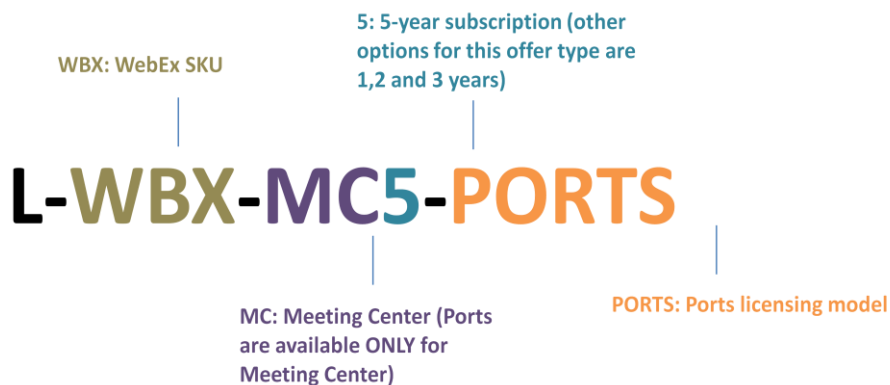 5: 5-year subscription (other
options for this offer type are
1,2 and 3 years)
WBX: WebEx SKU
L-WBX-MC5-PORTS
MC: Meeting Center (Ports
are available ONLY for
Meeting Center)
PORTS: Ports licensing model